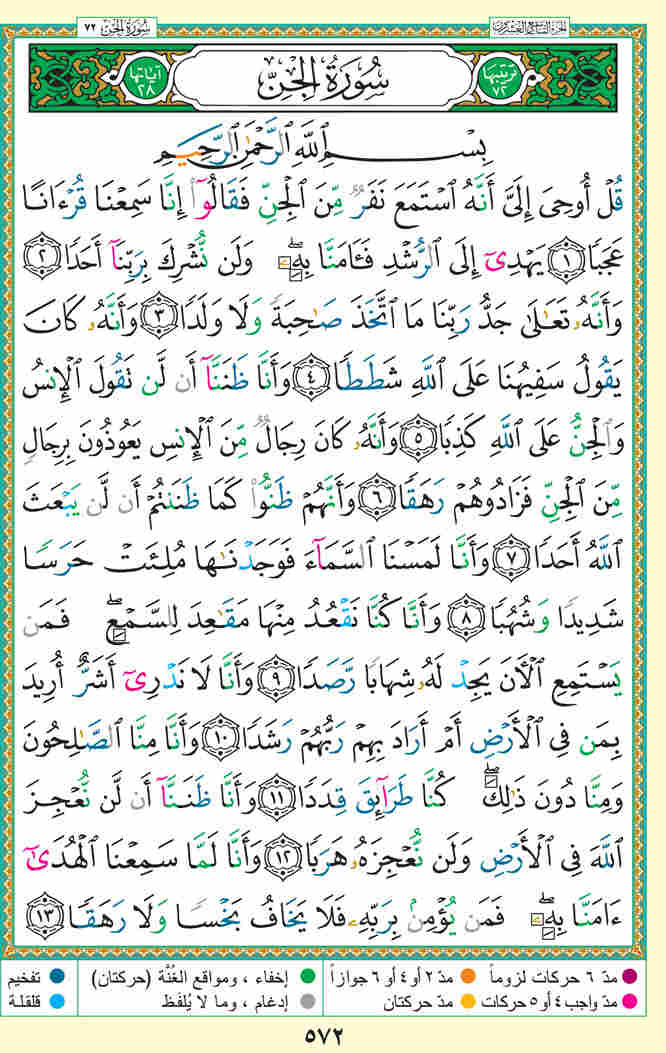 الجزء التاسع والعشرون
سُورَةُ الجِنّ ٧٢
ترتيبها ٧٢
سُورَةُ الجِنِّ
آياتها ٢٨
بِسْمِ ٱللَّهِ ٱلرَّحْمَٰنِ ٱلرَّحِيمِ
قُلْ أُوحِىَ إِلَىَّ أَنَّهُ ٱسْتَمَعَ نَفَرٌ مِّنَ ٱلْجِنِّ فَقَالُوٓا۟ إِنَّا سَمِعْنَا قُرْءَانًا
عَجَبًا ١ يَهْدِىٓ إِلَى ٱلرُّشْدِ فَـَٔامَنَّا بِهِۦ ۖ وَلَن نُّشْرِكَ بِرَبِّنَآ أَحَدًا ٢
وَأَنَّهُۥ تَعَٰلَىٰ جَدُّ رَبِّنَا مَا ٱتَّخَذَ صَٰحِبَةً وَلَا وَلَدًا ٣ وَأَنَّهُۥ كَانَ
يَقُولُ سَفِيهُنَا عَلَى ٱللَّهِ شَطَطًا ٤ وَأَنَّا ظَنَنَّآ أَن لَّن تَقُولَ ٱلْإِنسُ
وَٱلْجِنُّ عَلَى ٱللَّهِ كَذِبًا ٥ وَأَنَّهُۥ كَانَ رِجَالٌ مِّنَ ٱلْإِنسِ يَعُوذُونَ بِرِجَالٍ
مِّنَ ٱلْجِنِّ فَزَادُوهُمْ رَهَقًا ٦ وَأَنَّهُمْ ظَنُّوا۟ كَمَا ظَنَنتُمْ أَن لَّن يَبْعَثَ
ٱللَّهُ أَحَدًا ٧ وَأَنَّا لَمَسْنَا ٱلسَّمَآءَ فَوَجَدْنَٰهَا مُلِئَتْ حَرَسًا
شَدِيدًا وَشُهُبًا ٨ وَأَنَّا كُنَّا نَقْعُدُ مِنْهَا مَقَٰعِدَ لِلسَّمْعِ ۖ فَمَن
يَسْتَمِعِ ٱلْـَٔانَ يَجِدْ لَهُۥ شِهَابًا رَّصَدًا ٩ وَأَنَّا لَا نَدْرِىٓ أَشَرٌّ أُرِيدَ
بِمَن فِى ٱلْأَرْضِ أَمْ أَرَادَ بِهِمْ رَبُّهُمْ رَشَدًا ١٠ وَأَنَّا مِنَّا ٱلصَّٰلِحُونَ
وَمِنَّا دُونَ ذَٰلِكَ ۖ كُنَّا طَرَآئِقَ قِدَدًا ١١ وَأَنَّا ظَنَنَّآ أَن لَّن نُّعْجِزَ
ٱللَّهَ فِى ٱلْأَرْضِ وَلَن نُّعْجِزَهُۥ هَرَبًا ١٢ وَأَنَّا لَمَّا سَمِعْنَا ٱلْهُدَىٰٓ
ءَامَنَّا بِهِۦ ۖ فَمَن يُؤْمِنۢ بِرَبِّهِۦ فَلَا يَخَافُ بَخْسًا وَلَا رَهَقًا ١٣
مدّ ٦ حركات لزوماً
مدّ ٢ أو ٤ أو ٦ جوازاً
إخفاء ، ومواقع الغُنَّة (حركتان)
تفخيم
مدّ واجب ٤ أو ٥ حركات
مدّ حركتان
إدغام ، وما لا يُلفَظ
قلقلة
٥٧٢